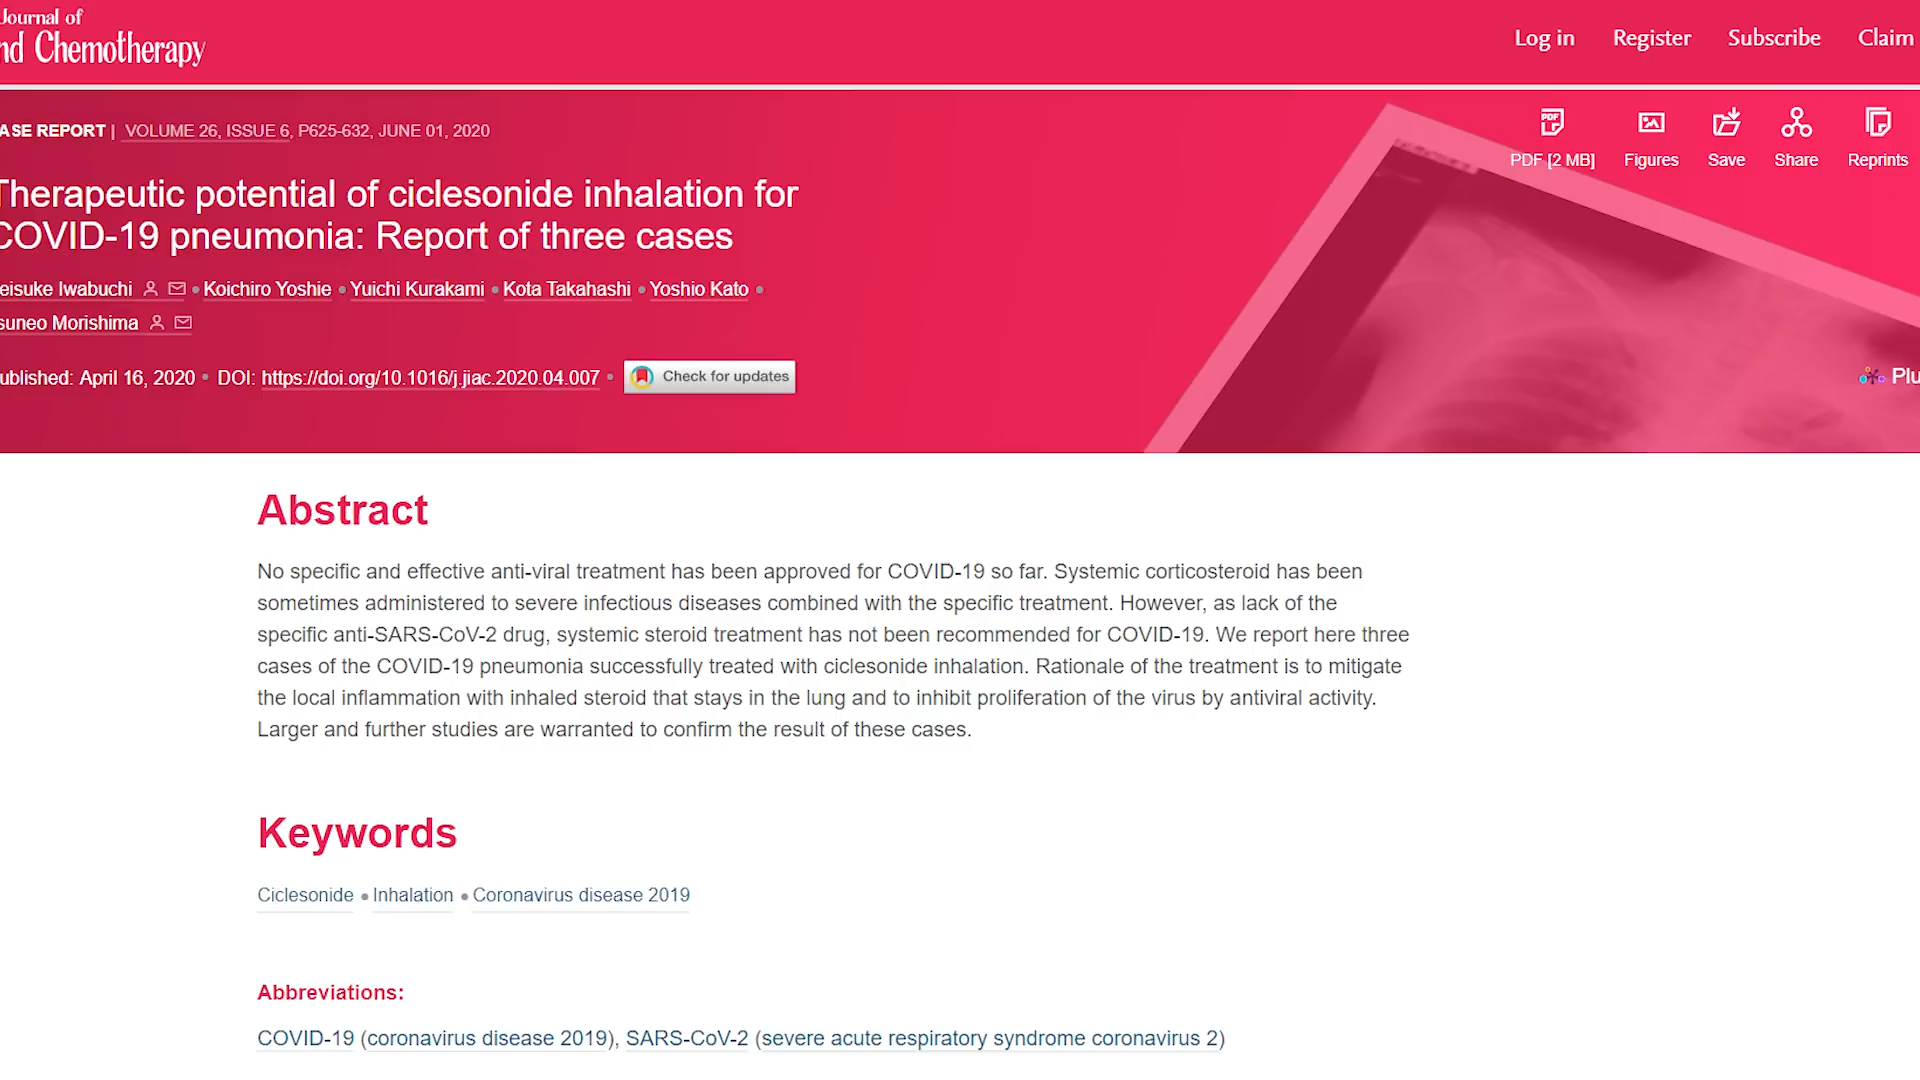 Journal of
nd Chemotherapy
Log in Register Subscribe Claim
ASE REPORT | VOLUME 26, ISSUE 6, P625-632, JUNE 01, 2020
PDF [2 MB] Figures Save Share Reprints
Therapeutic potential of ciclesonide inhalation for
COVID-19 pneumonia: Report of three cases
eisuke Iwabuchi • Koichiro Yoshie • Yuichi Kurakami • Kota Takahashi • Yoshio Kato •
suneo Morishima
ublished: April 16, 2020 • DOI: https://doi.org/10.1016/j.jiac.2020.04.007 • Check for updates
Plu
Abstract
No specific and effective anti-viral treatment has been approved for COVID-19 so far. Systemic corticosteroid has been
sometimes administered to severe infectious diseases combined with the specific treatment. However, as lack of the
specific anti-SARS-CoV-2 drug, systemic steroid treatment has not been recommended for COVID-19. We report here three
cases of the COVID-19 pneumonia successfully treated with ciclesonide inhalation. Rationale of the treatment is to mitigate
the local inflammation with inhaled steroid that stays in the lung and to inhibit proliferation of the virus by antiviral activity.
Larger and further studies are warranted to confirm the result of these cases.
Keywords
Ciclesonide • Inhalation • Coronavirus disease 2019
Abbreviations:
COVID-19 (coronavirus disease 2019), SARS-CoV-2 (severe acute respiratory syndrome coronavirus 2)